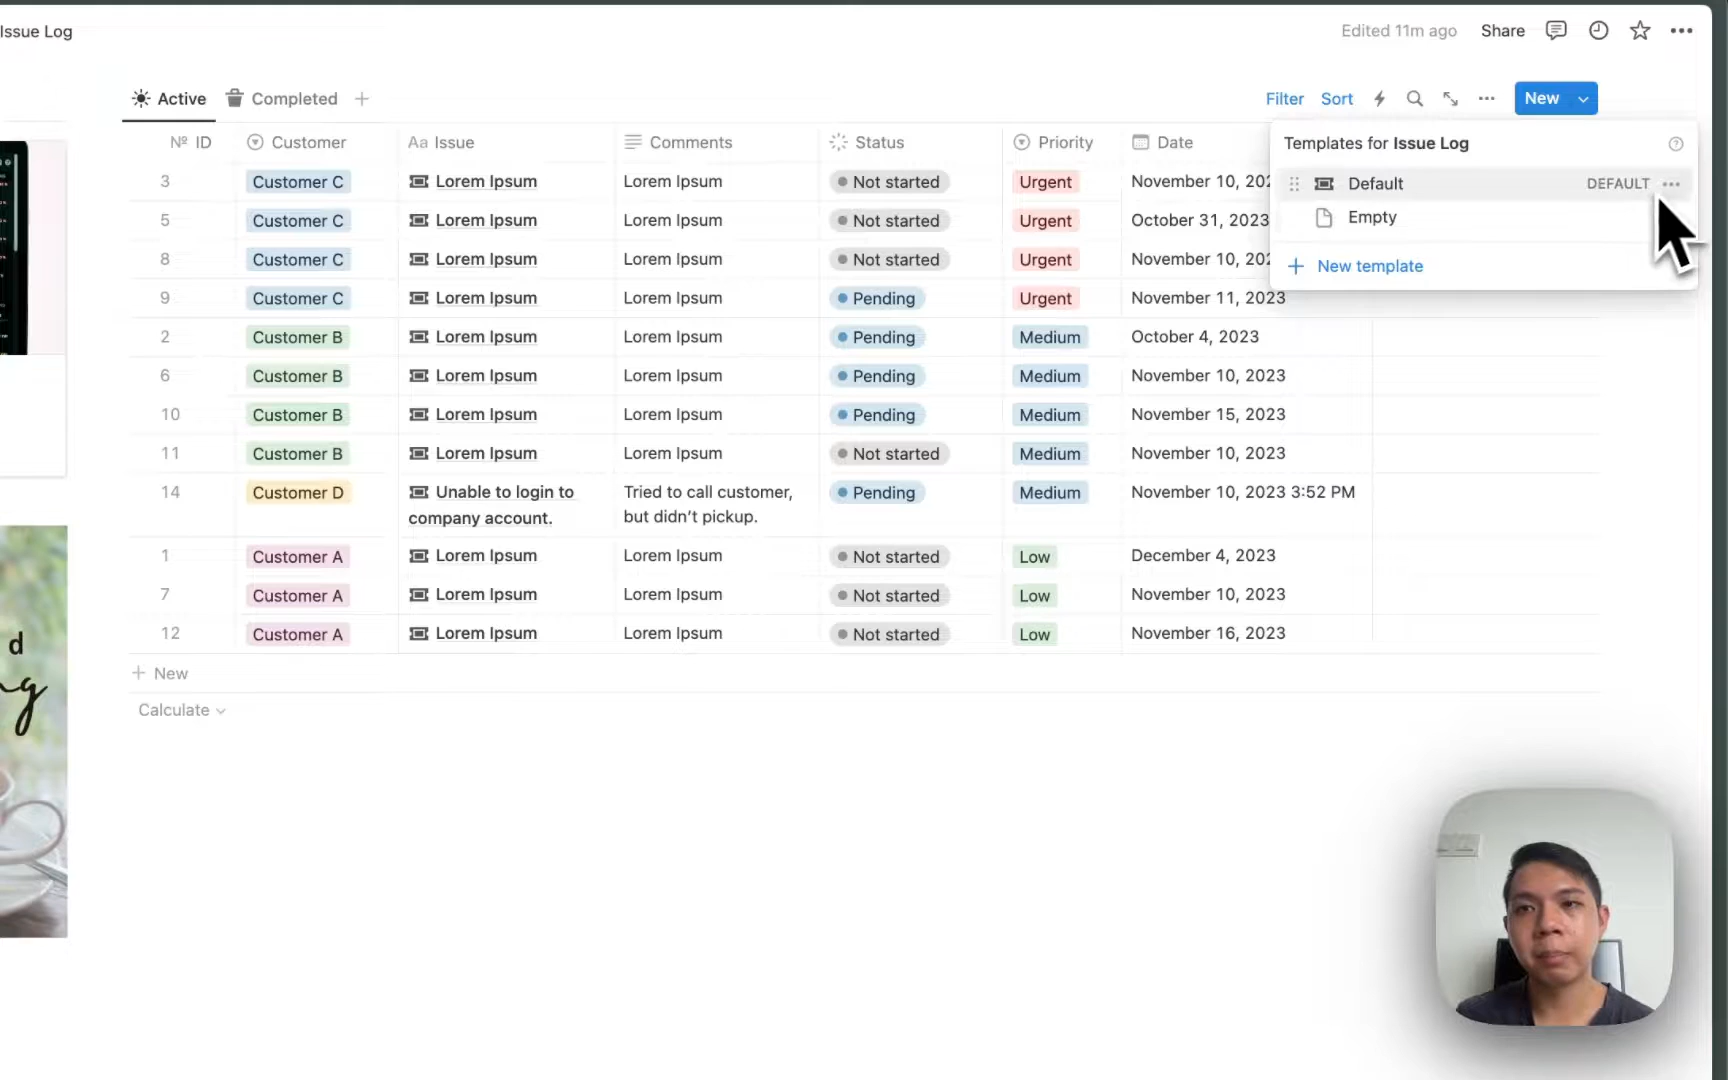 Issue Log
Edited 11m ago Share
Active Completed
Filter Sort New
№ ID Customer Aa Issue Comments Status Priority Date
Templates for Issue Log
Default DEFAULT
Empty
New template
3 Customer C Lorem Ipsum Lorem Ipsum Not started Urgent November 10, 202
5 Customer C Lorem Ipsum Lorem Ipsum Not started Urgent October 31, 2023
8 Customer C Lorem Ipsum Lorem Ipsum Not started Urgent November 10, 202
9 Customer C Lorem Ipsum Lorem Ipsum Pending Urgent November 11, 2023
2 Customer B Lorem Ipsum Lorem Ipsum Pending Medium October 4, 2023
6 Customer B Lorem Ipsum Lorem Ipsum Pending Medium November 10, 2023
10 Customer B Lorem Ipsum Lorem Ipsum Pending Medium November 15, 2023
11 Customer B Lorem Ipsum Lorem Ipsum Not started Medium November 10, 2023
14 Customer D Unable to login to Tried to call customer, Pending Medium November 10, 2023 3:52 PM
company account. but didn’t pickup.
1 Customer A Lorem Ipsum Lorem Ipsum Not started Low December 4, 2023
7 Customer A Lorem Ipsum Lorem Ipsum Not started Low November 10, 2023
12 Customer A Lorem Ipsum Lorem Ipsum Not started Low November 16, 2023
New
Calculate
d